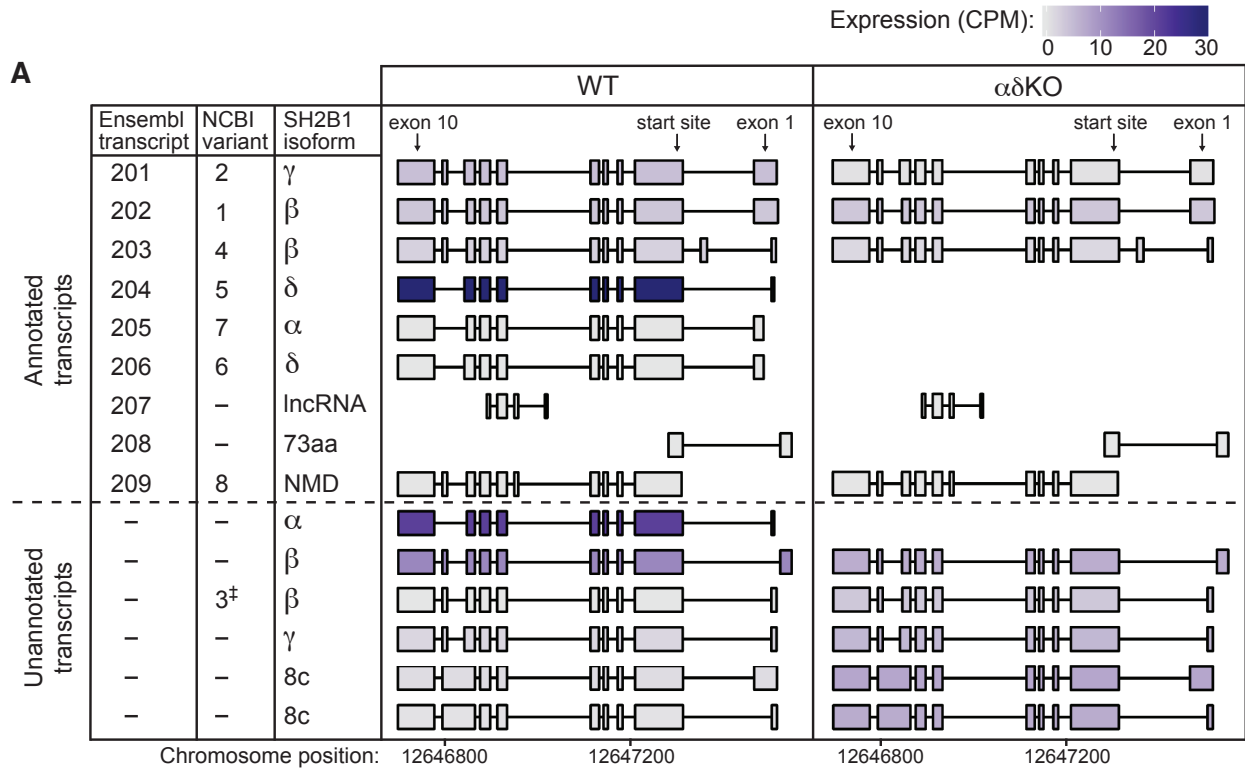 Expression (CPM):
0 10 20 30
A
WT αδKO
Ensembl transcript NCBI variant SH2B1 isoform
exon 10 start site exon 1 exon 10 start site exon 1
Annotated transcripts
201 2 γ
202 1 β
203 4 β
204 5 δ
205 7 α
206 6 δ
207 – lncRNA
208 – 73aa
209 8 NMD
Unannotated transcripts
– – α
– – β
– 3‡ β
– – γ
– – 8c
– – 8c
Chromosome position: 12646800 12647200 12646800 12647200